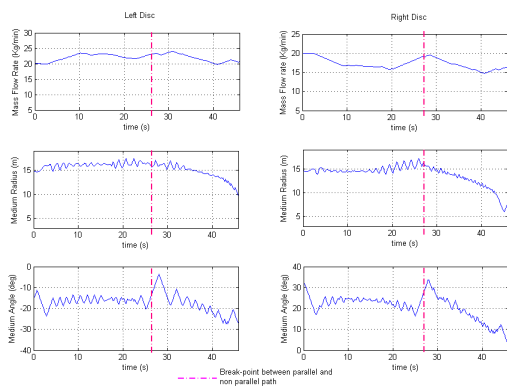 Left Disc
Right Disc
Mass Flow Rate (Kg/min)
30
25
20
15
10
5
0 10 20 30 40
time (s)
Mass Flow rate (Kg/min)
25
20
15
10
5
0 10 20 30 40
time (s)
Medium Radius (m)
15
10
5
0 10 20 30 40
time (s)
Medium Radius (m)
15
10
5
0 10 20 30 40
time (s)
Medium Angle (deg)
0
-10
-20
-30
-40
0 10 20 30 40
time (s)
Medium Angle (deg)
40
30
20
10
0
0 10 20 30 40
time (s)
Break-point between parallel and
non parallel path